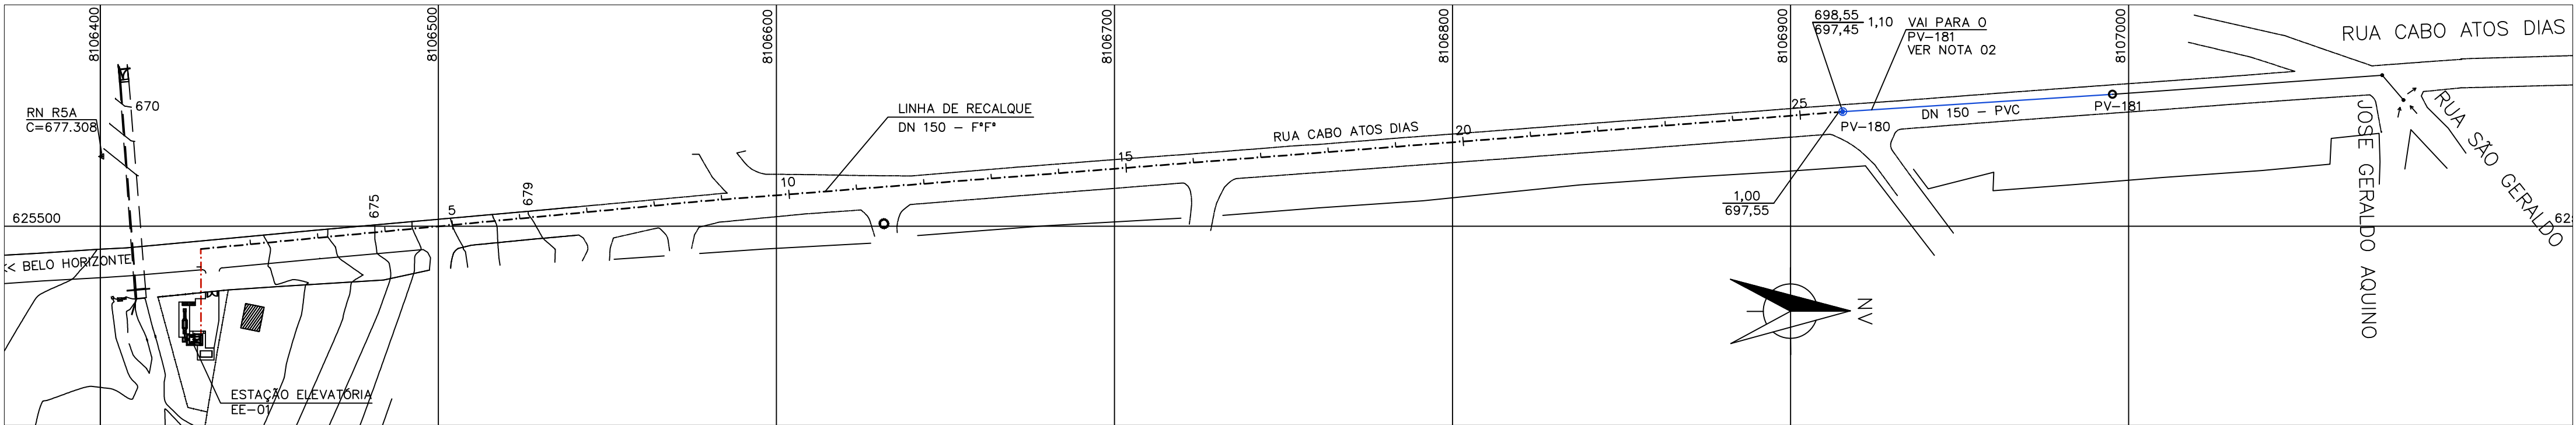 8106400
8106500
8106600
8106700
8106800
8106900
8107000
698,55
697,45
1,10
VAI PARA O
PV-181
VER NOTA 02
RUA CABO ATOS DIAS
RN R5A
C=677.308
670
LINHA DE RECALQUE
DN 150 - FºFº
RUA CABO ATOS DIAS
5
10
15
20
25
PV-180
DN 150 - PVC
PV-181
675
679
1,00
697,55
625500
62
<< BELO HORIZONTE
ESTAÇÃO ELEVATÓRIA
EE-01
NV
JOSE GERALDO AQUINO
RUA SÃO GERALDO